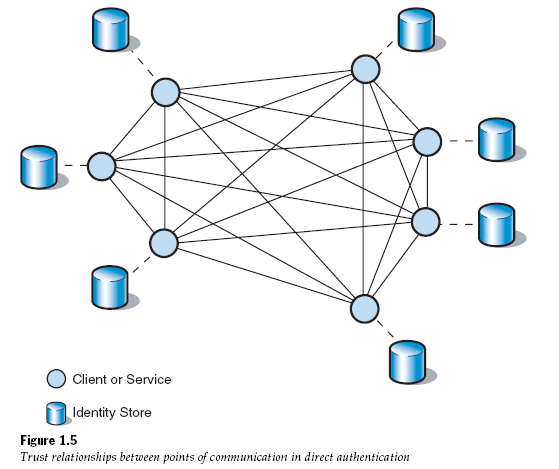 Client or Service
Identity Store
Figure 1.5
Trust relationships between points of communication in direct authentication